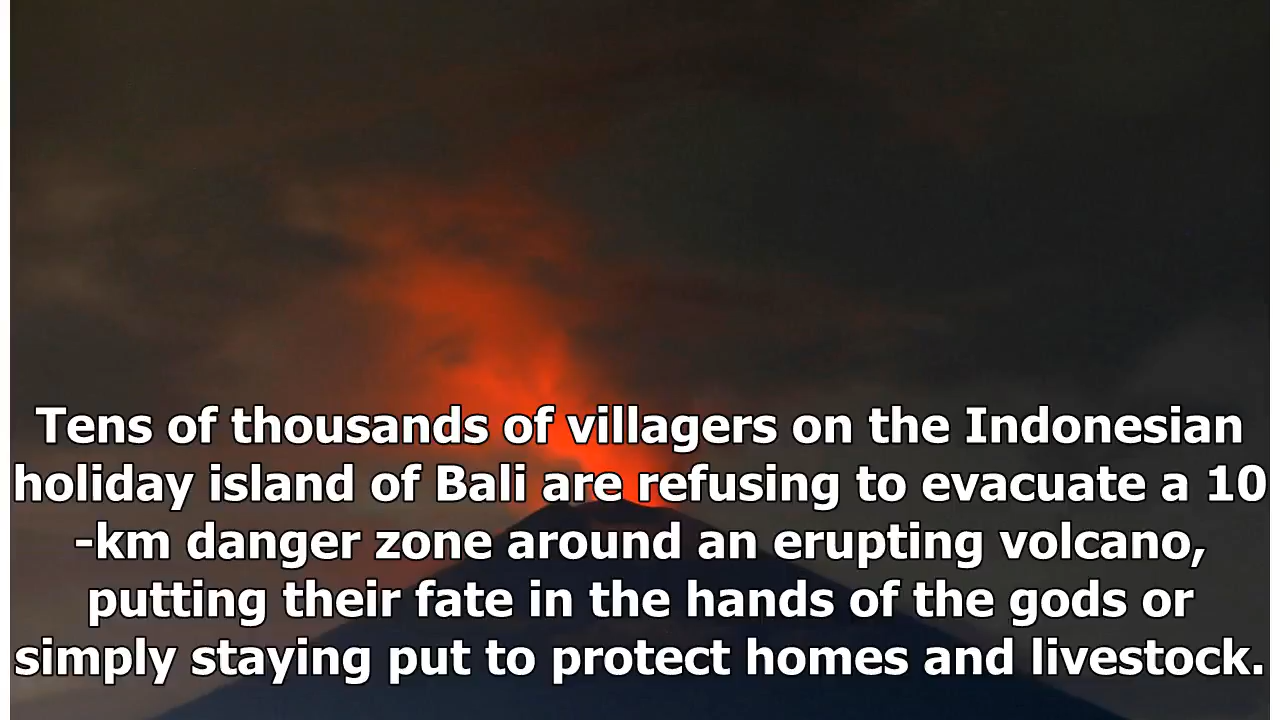 Tens of thousands of villagers on the Indonesian
holiday island of Bali are refusing to evacuate a 10
-km danger zone around an erupting volcano,
putting their fate in the hands of the gods or
simply staying put to protect homes and livestock.